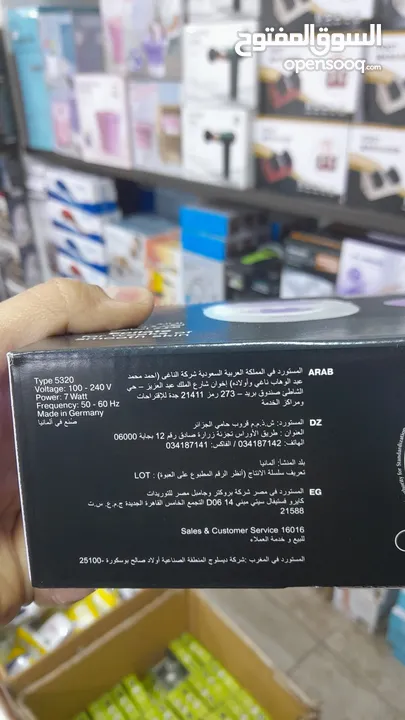 السوق المفتوح
opensooq.com
Type 5320
Voltage: 100 - 240 V
Power: 7 Watt
Frequency: 50 - 60 Hz
Made in Germany
صنع في ألمانيا
ARAB المستورد في المملكة العربية السعودية شركة الناغي (احمد محمد
عبد الوهاب ناغي وأولاده) إخوان شارع الملك عبد العزيز – حي
الشاطئ صندوق بريد – 273 رمز 21411 جدة للإقتراحات
ومراكز الخدمة
DZ المستورد: ش.ذ.م.م قروب حامي الجزائر
العنوان : طريق الأوراس تجزئة زرارة صادق رقم 12 بجاية 06000
الهاتف: 034187142 / الفاكس: 034187141
بلد المنشأ: ألمانيا
تعريف سلسلة الانتاج (أنظر الرقم المطبوع على العبوة) : LOT
EG المستورد في مصر شركة بروكتر وجامبل مصر للتوريدات
كايرو فستيفال سيتي مبنى D06 14 التجمع الخامس القاهرة الجديدة ج.م.ع. س.ت
21588
Sales & Customer Service 16016
للبيع و خدمة العملاء
المستورد في المغرب :شركة ديسلوج المنطقة الصناعية أولاد صالح بوسكورة -25100